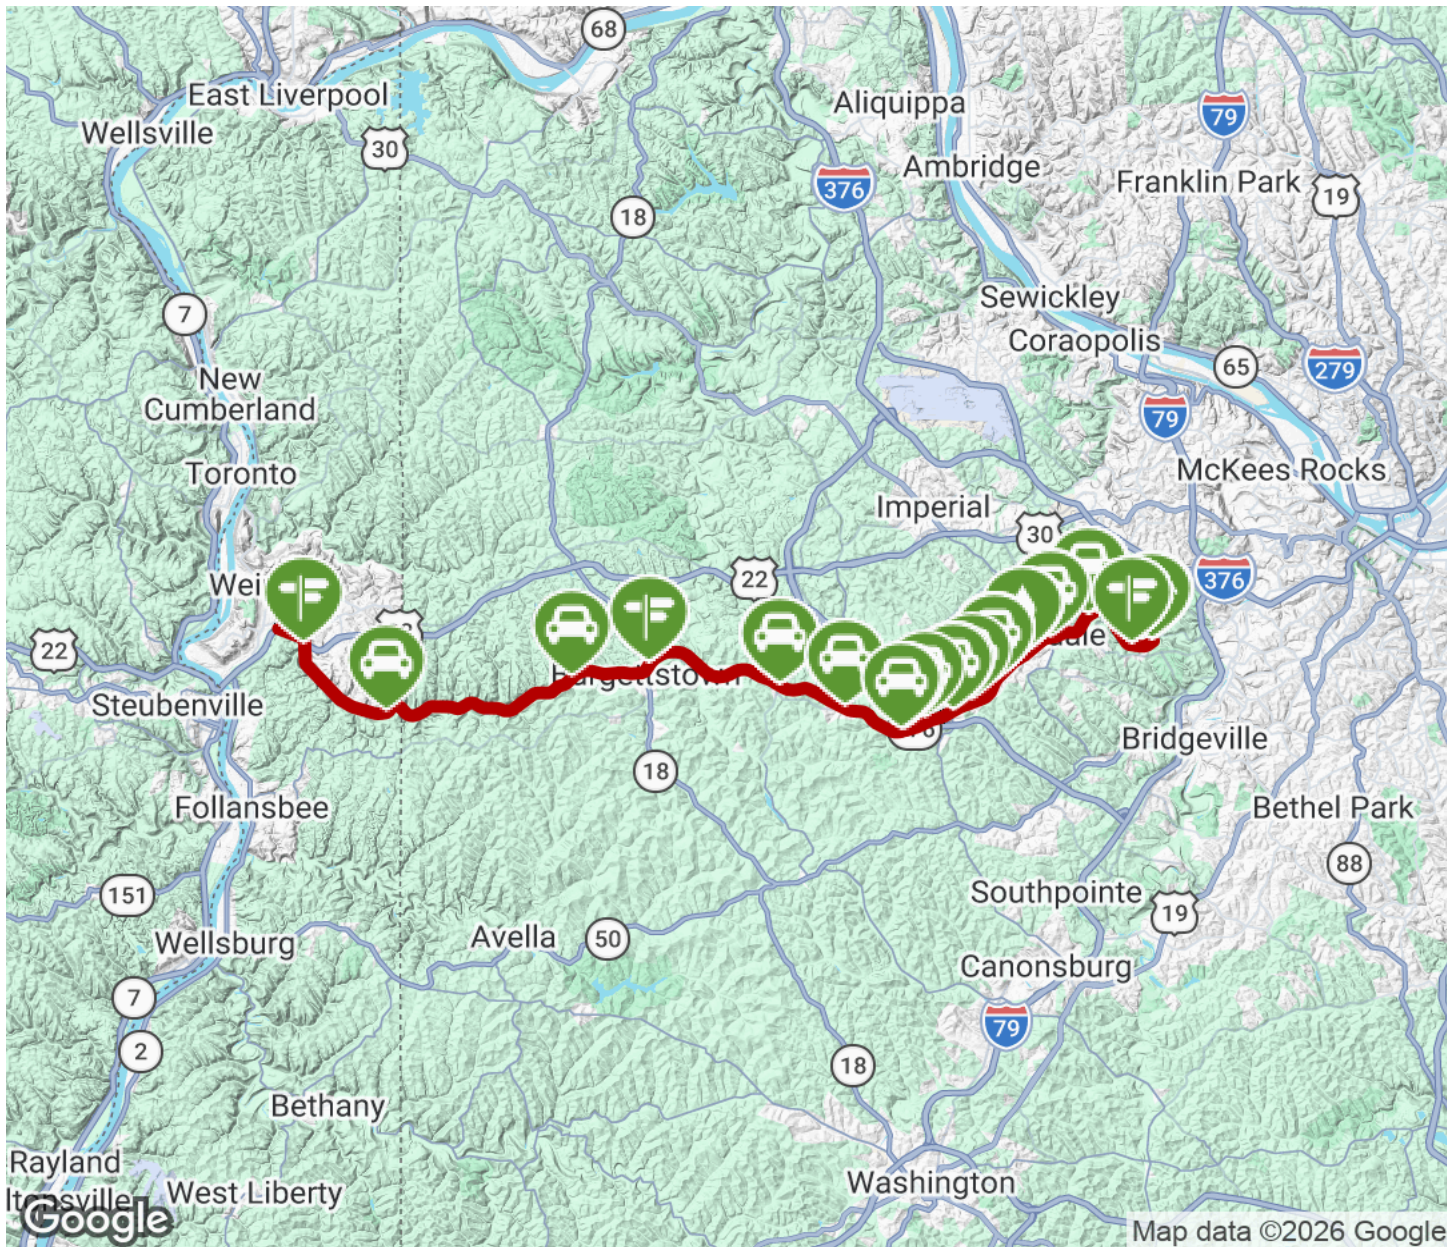 68
East Liverpool
Aliquippa
79
Wellsville
30
Ambridge
376
Franklin Park
19
18
Sewickley
7
Coraopolis
65
279
New
Cumberland
79
Toronto
McKees Rocks
Imperial
30
22
376
Wei
22
Burgettstown
dale
Steubenville
Bridgeville
18
Follansbee
Bethel Park
88
151
Southpointe
19
Avella
50
Wellsburg
Canonsburg
7
79
2
18
Bethany
Rayland
West Liberty
Washington
Google
Map data ©2026 Google